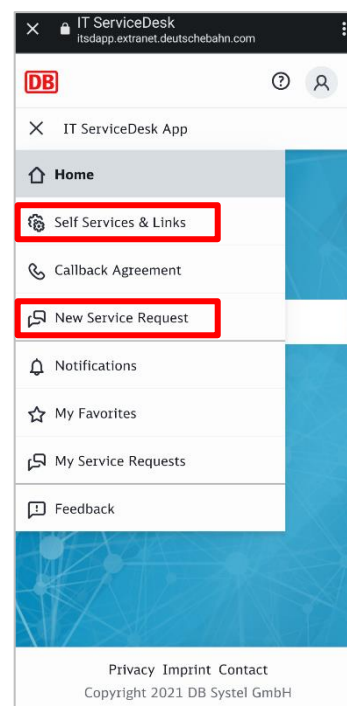 IT ServiceDesk
itsdapp.extranet.deutschebahn.com
DB
IT ServiceDesk App
Home
Self Services & Links
Callback Agreement
New Service Request
Notifications
My Favorites
My Service Requests
Feedback
Privacy Imprint Contact
Copyright 2021 DB Systel GmbH